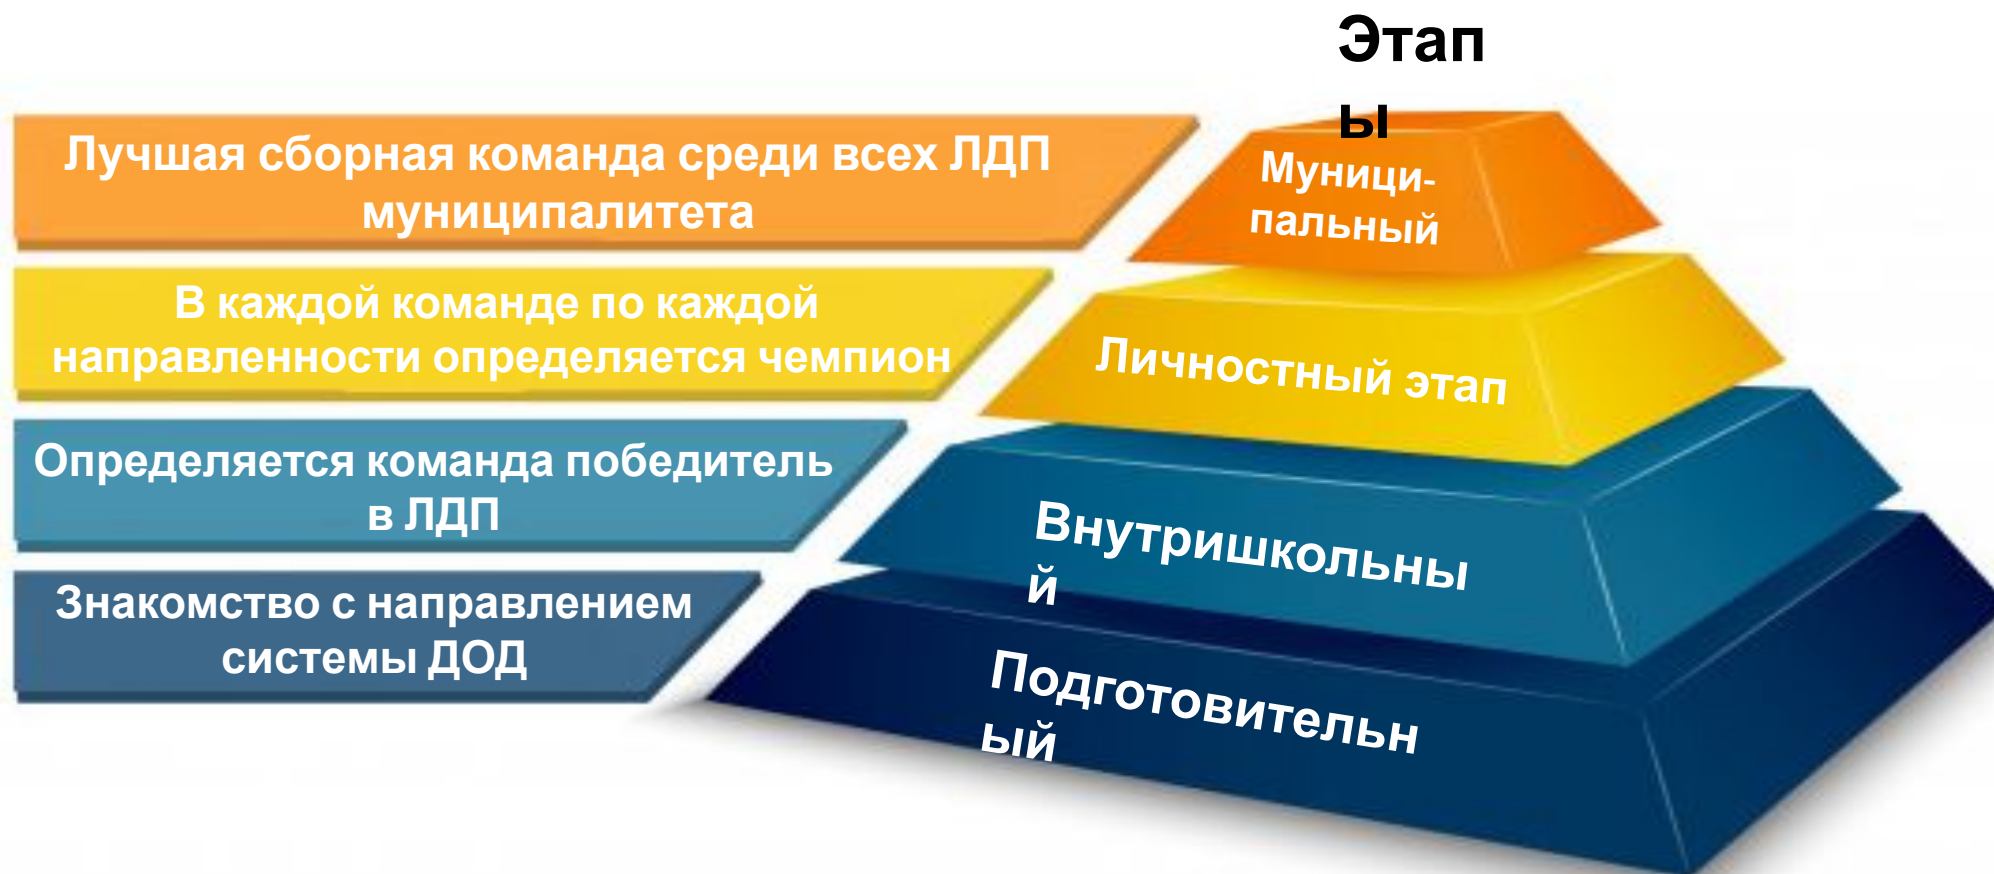 Этап
ы
Лучшая сборная команда среди всех ЛДП
муниципалитета
Муници-
пальный
В каждой команде по каждой
направленности определяется чемпион
Личностный этап
Определяется команда победитель
в ЛДП
Внутришкольны
й
Знакомство с направлением
системы ДОД
Подготовительн
ый